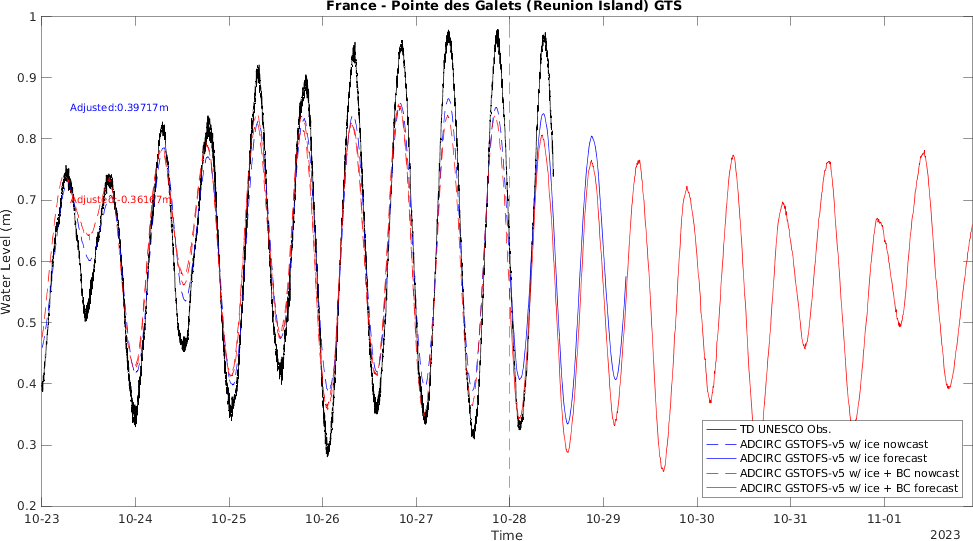 France - Pointe des Galets (Reunion Island) GTS
1
0.9
0.8
0.7
0.6
0.5
0.4
0.3
0.2
Water Level (m)
Adjusted:0.39717m
Adjusted:-0.36167m
TD UNESCO Obs.
ADCIRC GSTOFS-v5 w/ ice nowcast
ADCIRC GSTOFS-v5 w/ ice forecast
ADCIRC GSTOFS-v5 w/ ice + BC nowcast
ADCIRC GSTOFS-v5 w/ ice + BC forecast
10-23 10-24 10-25 10-26 10-27 10-28 10-29 10-30 10-31 11-01
Time
2023